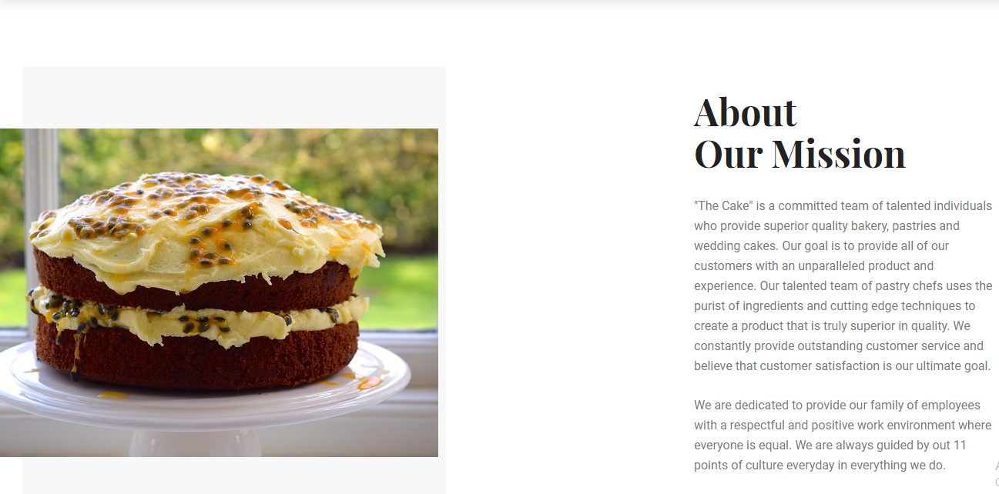 About
Our Mission
"The Cake" is a committed team of talented individuals
who provide superior quality bakery, pastries and
wedding cakes. Our goal is to provide all of our
customers with an unparalleled product and
experience. Our talented team of pastry chefs uses the
purist of ingredients and cutting edge techniques to
create a product that is truly superior in quality. We
constantly provide outstanding customer service and
believe that customer satisfaction is our ultimate goal.
We are dedicated to provide our family of employees
with a respectful and positive work environment where
everyone is equal. We are always guided by out 11
points of culture everyday in everything we do.